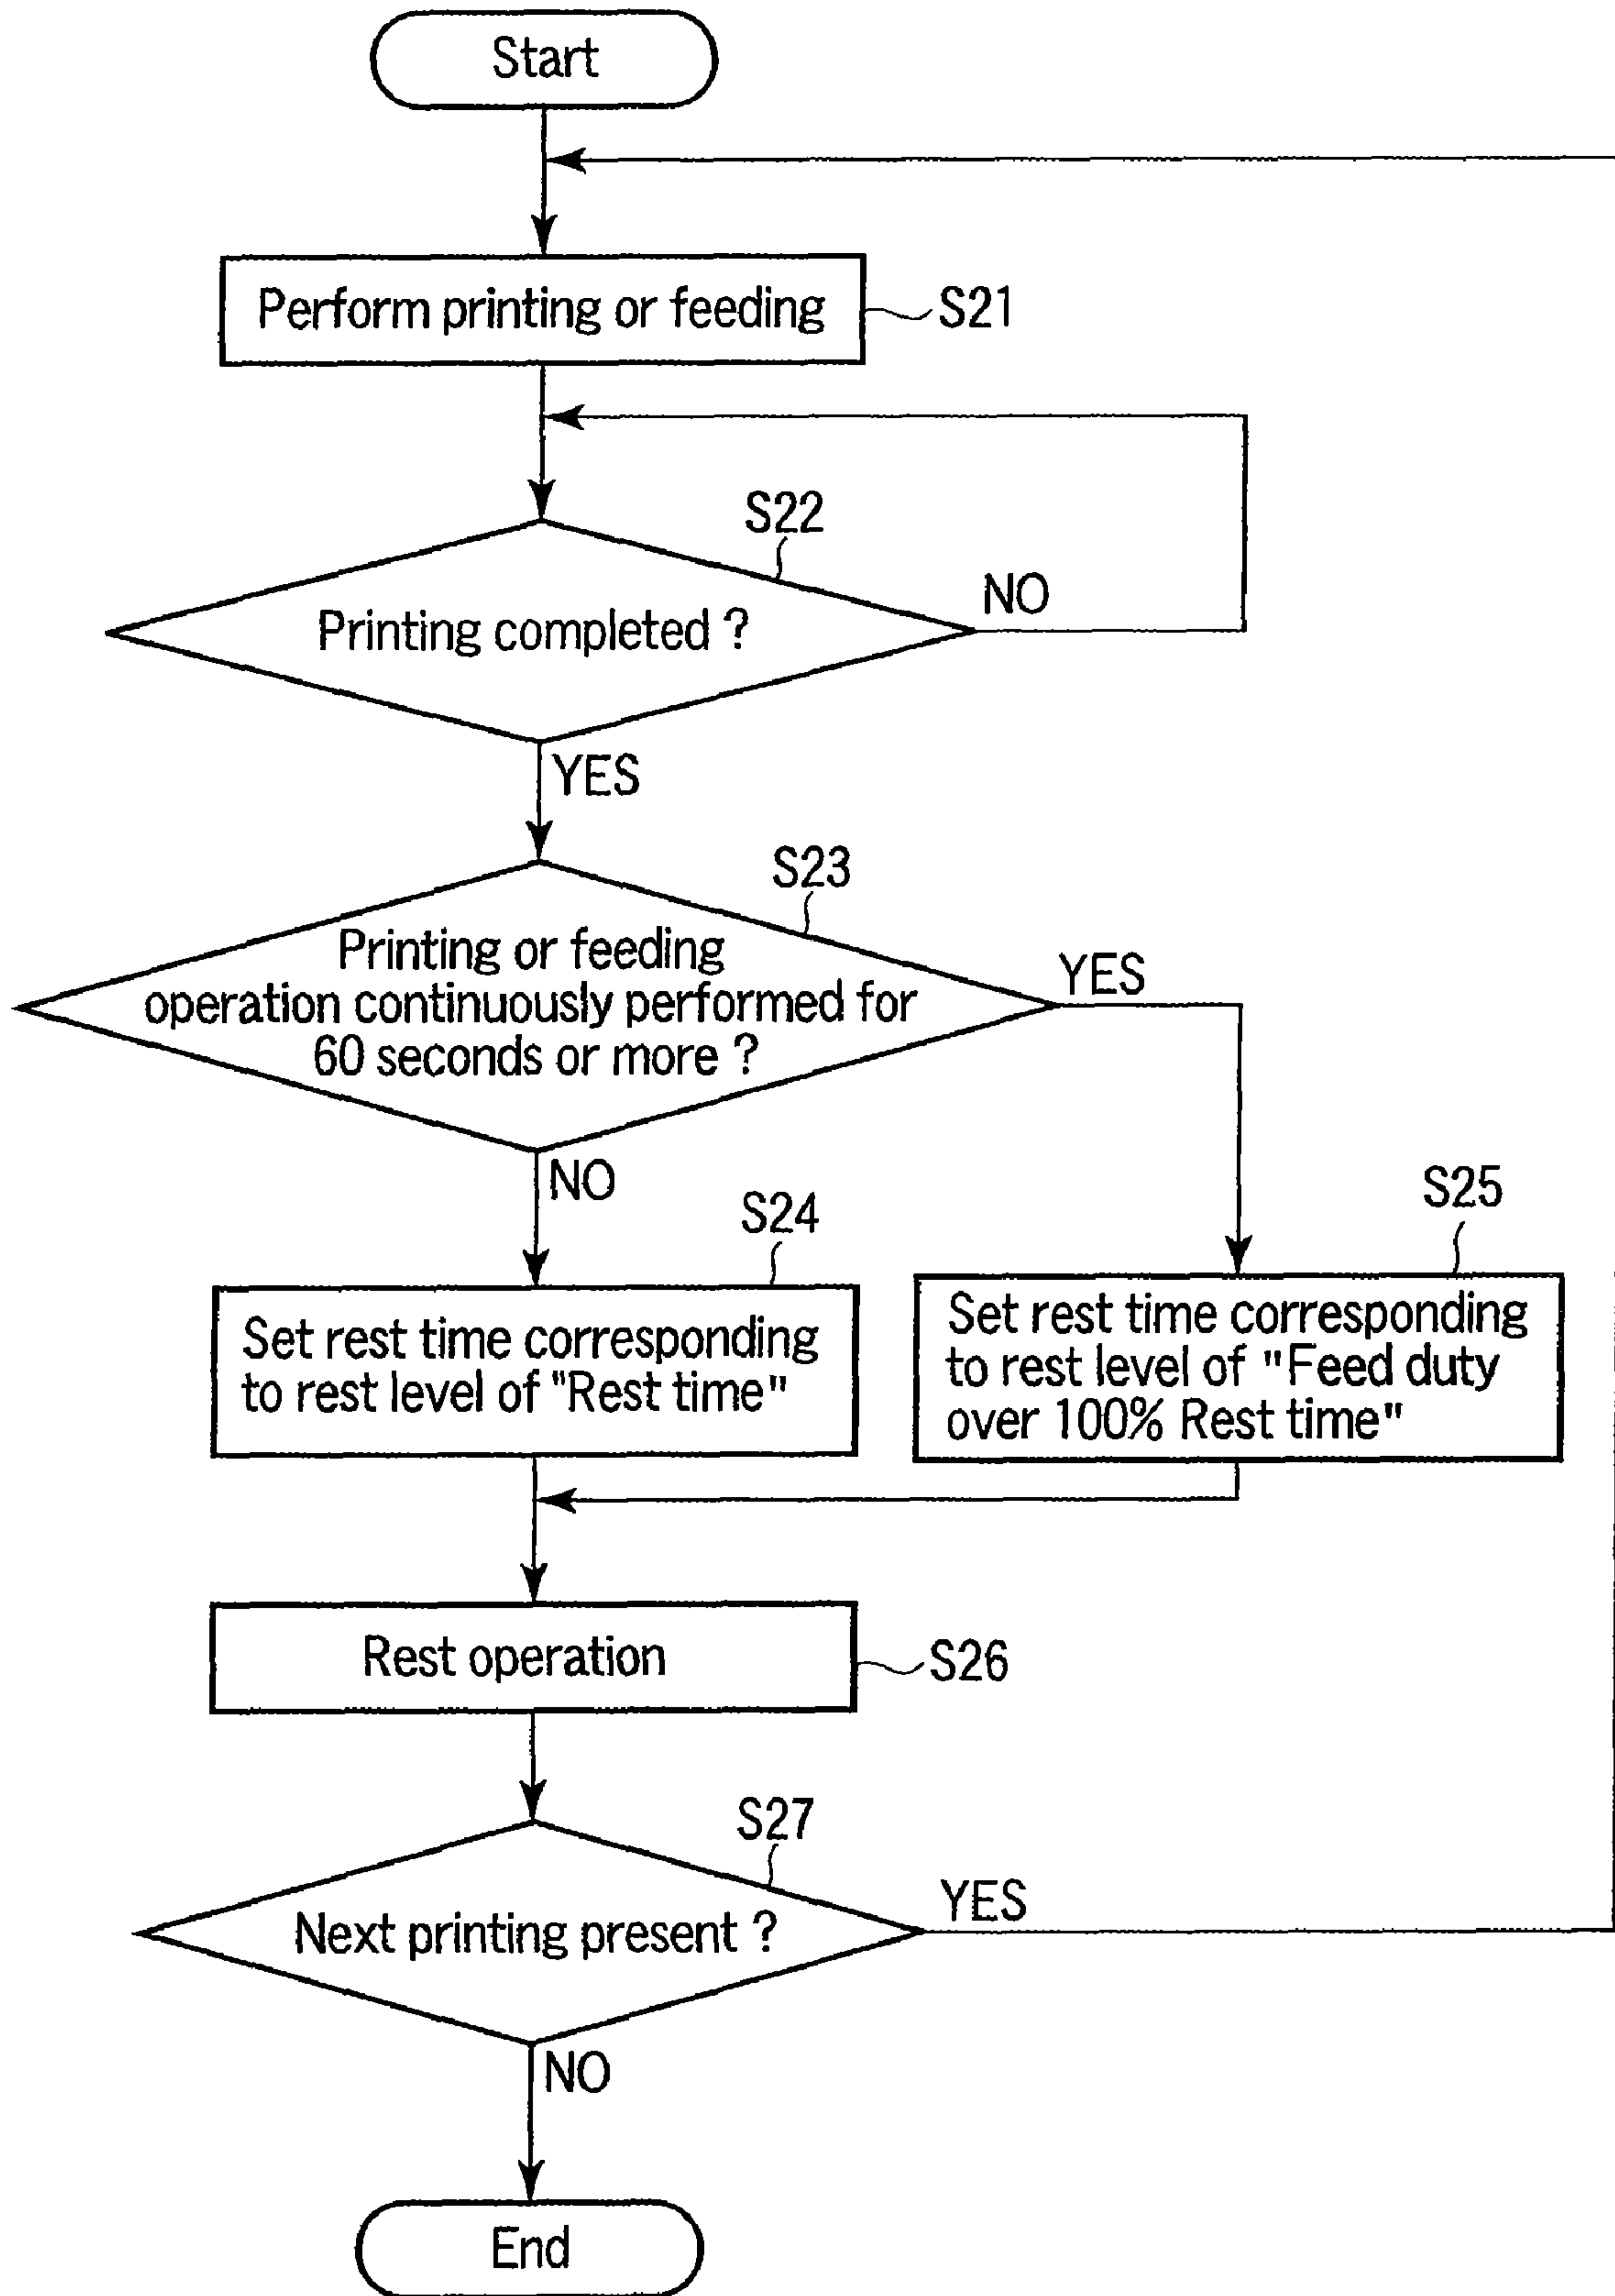 Start
Perform printing or feeding
S21
S22
Printing completed ?
NO
YES
S23
Printing or feeding
operation continuously performed for
60 seconds or more ?
YES
NO
S24
Set rest time corresponding
to rest level of "Rest time"
S25
Set rest time corresponding
to rest level of "Feed duty
over 100% Rest time"
Rest operation
S26
S27
Next printing present ?
YES
NO
End